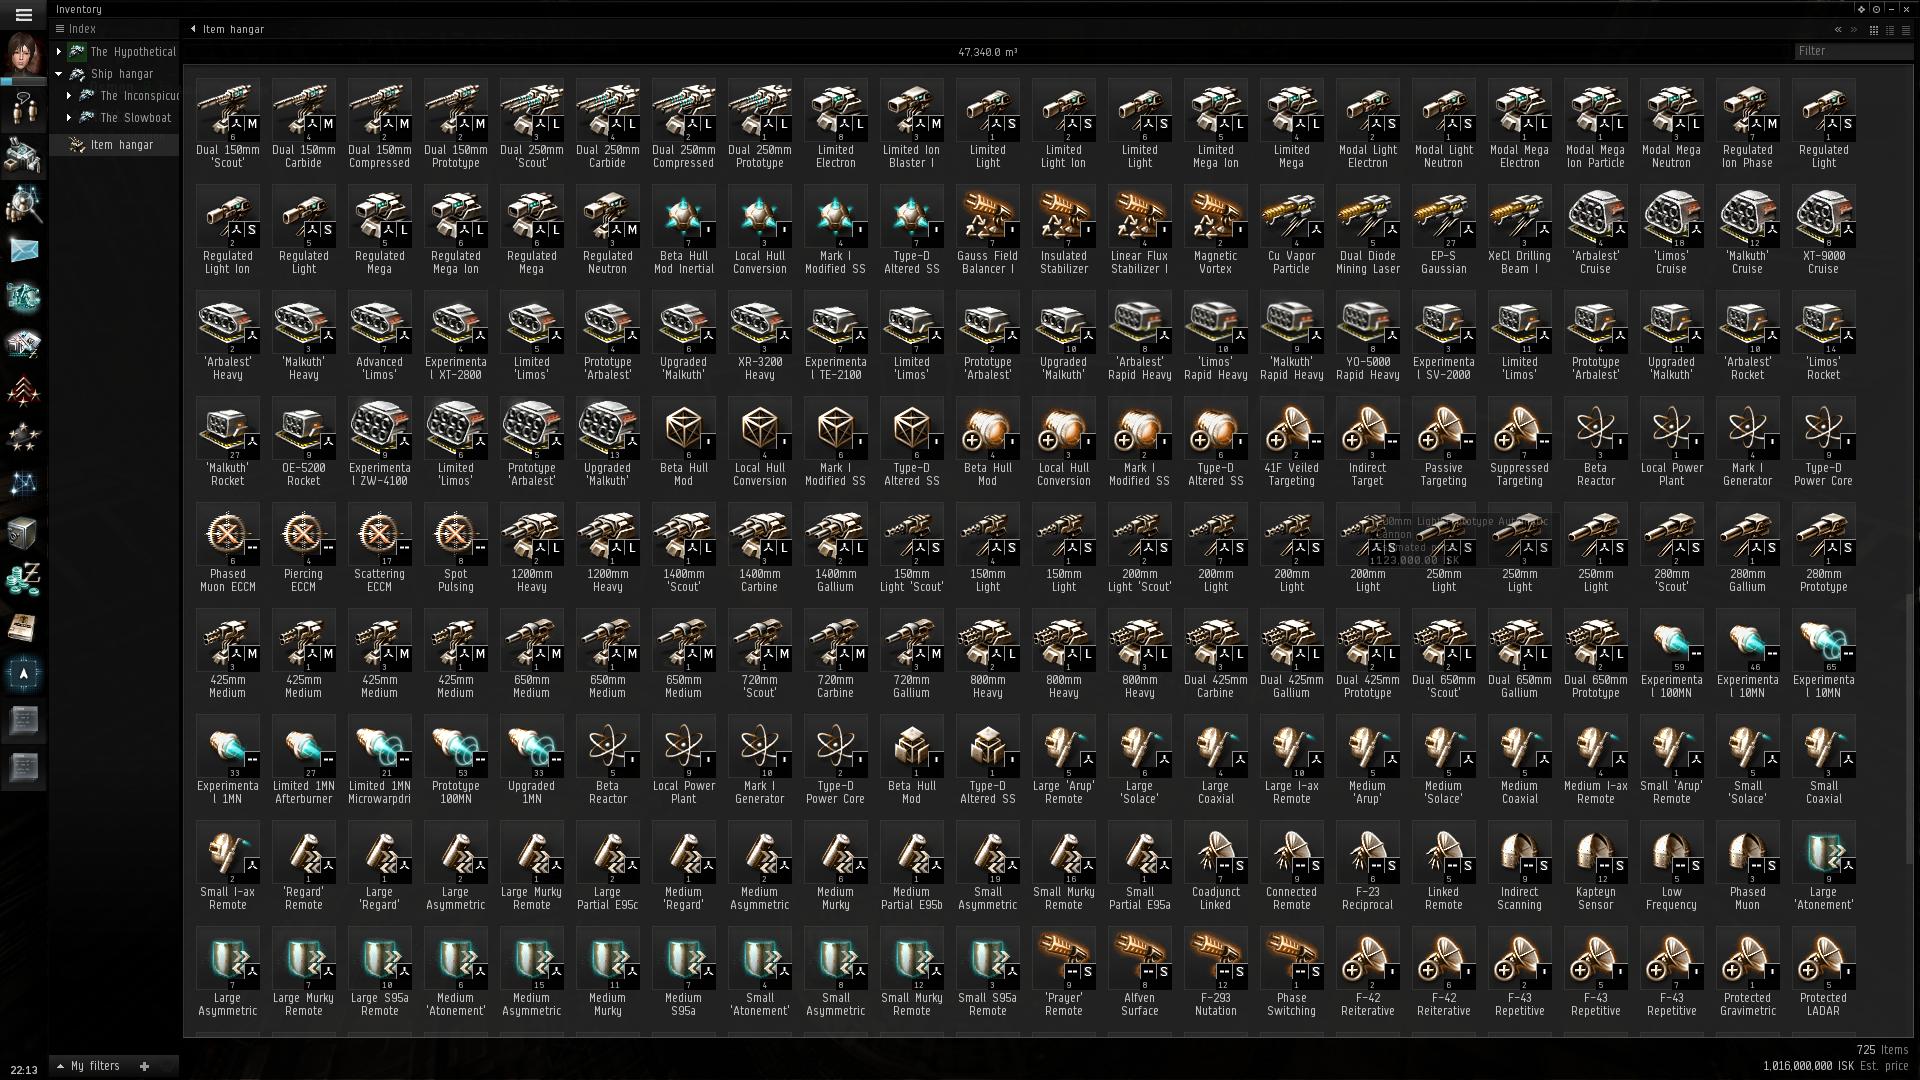 Inventory
Index
Item hangar
The Hypothetical
47,340.0 m³
Filter
Ship hangar
The Inconspicuo
The Slowboat
Item hangar
Dual 150mm 'Scout'
Dual 150mm Carbide
Dual 150mm Compressed
Dual 150mm Prototype
Dual 250mm 'Scout'
Dual 250mm Carbide
Dual 250mm Compressed
Dual 250mm Prototype
Limited Electron
Limited Ion Blaster I
Limited Light
Limited Light Ion
Limited Light
Limited Mega Ion
Limited Mega
Modal Light Electron
Modal Light Neutron
Modal Mega Electron
Modal Mega Ion Particle
Modal Mega Neutron
Regulated Ion Phase
Regulated Light
Regulated Light Ion
Regulated Light
Regulated Mega
Regulated Mega Ion
Regulated Mega
Regulated Neutron
Beta Hull Mod Inertial
Local Hull Conversion
Mark I Modified SS
Type-D Altered SS
Gauss Field Balancer I
Insulated Stabilizer
Linear Flux Stabilizer I
Magnetic Vortex
Cu Vapor Particle
Dual Diode Mining Laser
EP-S Gaussian
XeCl Drilling Beam I
'Arbalest' Cruise
'Limos' Cruise
'Malkuth' Cruise
XT-9000 Cruise
'Arbalest' Heavy
'Malkuth' Heavy
Advanced 'Limos'
Experimenta l XT-2800
Limited 'Limos'
Prototype 'Arbalest'
Upgraded 'Malkuth'
XR-3200 Heavy
Experimenta l TE-2100
Limited 'Limos'
Prototype 'Arbalest'
Upgraded 'Malkuth'
'Arbalest' Rapid Heavy
'Limos' Rapid Heavy
'Malkuth' Rapid Heavy
YO-5000 Rapid Heavy
Experimenta l SV-2000
Limited 'Limos'
Prototype 'Arbalest'
Upgraded 'Malkuth'
'Arbalest' Rocket
'Limos' Rocket
'Malkuth' Rocket
OE-5200 Rocket
Experimenta l ZW-4100
Limited 'Limos'
Prototype 'Arbalest'
Upgraded 'Malkuth'
Beta Hull Mod
Local Hull Conversion
Mark I Modified SS
Type-D Altered SS
Beta Hull Mod
Local Hull Conversion
Mark I Modified SS
Type-D Altered SS
41F Veiled Targeting
Indirect Target
Passive Targeting
Suppressed Targeting
Beta Reactor
Local Power Plant
Mark I Generator
Type-D Power Core
Phased Muon ECCM
Piercing ECCM
Scattering ECCM
Spot Pulsing
1200mm Heavy
1200mm Heavy
1400mm 'Scout'
1400mm Carbine
1400mm Gallium
150mm Light 'Scout'
150mm Light
150mm Light
200mm Light 'Scout'
200mm Light
200mm Light
200mm Light
250mm Light
250mm Light
250mm Light
280mm 'Scout'
280mm Gallium
280mm Prototype
425mm Medium
425mm Medium
425mm Medium
425mm Medium
650mm Medium
650mm Medium
650mm Medium
720mm 'Scout'
720mm Carbine
720mm Gallium
800mm Heavy
800mm Heavy
800mm Heavy
Dual 425mm Carbine
Dual 425mm Gallium
Dual 425mm Prototype
Dual 650mm 'Scout'
Dual 650mm Gallium
Dual 650mm Prototype
Experimenta l 100MN
Experimenta l 10MN
Experimenta l 10MN
Experimenta l 1MN
Limited 1MN Afterburner
Limited 1MN Microwarpdri
Prototype 100MN
Upgraded 1MN
Beta Reactor
Local Power Plant
Mark I Generator
Type-D Power Core
Beta Hull Mod
Type-D Altered SS
Large 'Arup' Remote
Large 'Solace'
Large Coaxial
Large I-ax Remote
Medium 'Arup'
Medium 'Solace'
Medium Coaxial
Medium I-ax Remote
Small 'Arup' Remote
Small 'Solace'
Small Coaxial
Small I-ax Remote
'Regard' Remote
Large 'Regard'
Large Asymmetric
Large Murky Remote
Large Partial E95c
Medium 'Regard'
Medium Asymmetric
Medium Murky
Medium Partial E95b
Small Asymmetric
Small Murky Remote
Small Partial E95a
Coadjunct Linked
Connected Remote
F-23 Reciprocal
Linked Remote
Indirect Scanning
Kapteyn Sensor
Low Frequency
Phased Muon
Large 'Atonement'
Large Asymmetric
Large Murky Remote
Large S95a Remote
Medium 'Atonement'
Medium Asymmetric
Medium Murky
Medium S95a
Small 'Atonement'
Small Asymmetric
Small Murky Remote
Small S95a Remote
'Prayer' Remote
Alfven Surface
F-293 Nutation
Phase Switching
F-42 Reiterative
F-42 Reiterative
F-43 Repetitive
F-43 Repetitive
F-43 Repetitive
Protected Gravimetric
Protected LADAR
My filters
22:13
725 Items
1,016,000,000 ISK Est. price